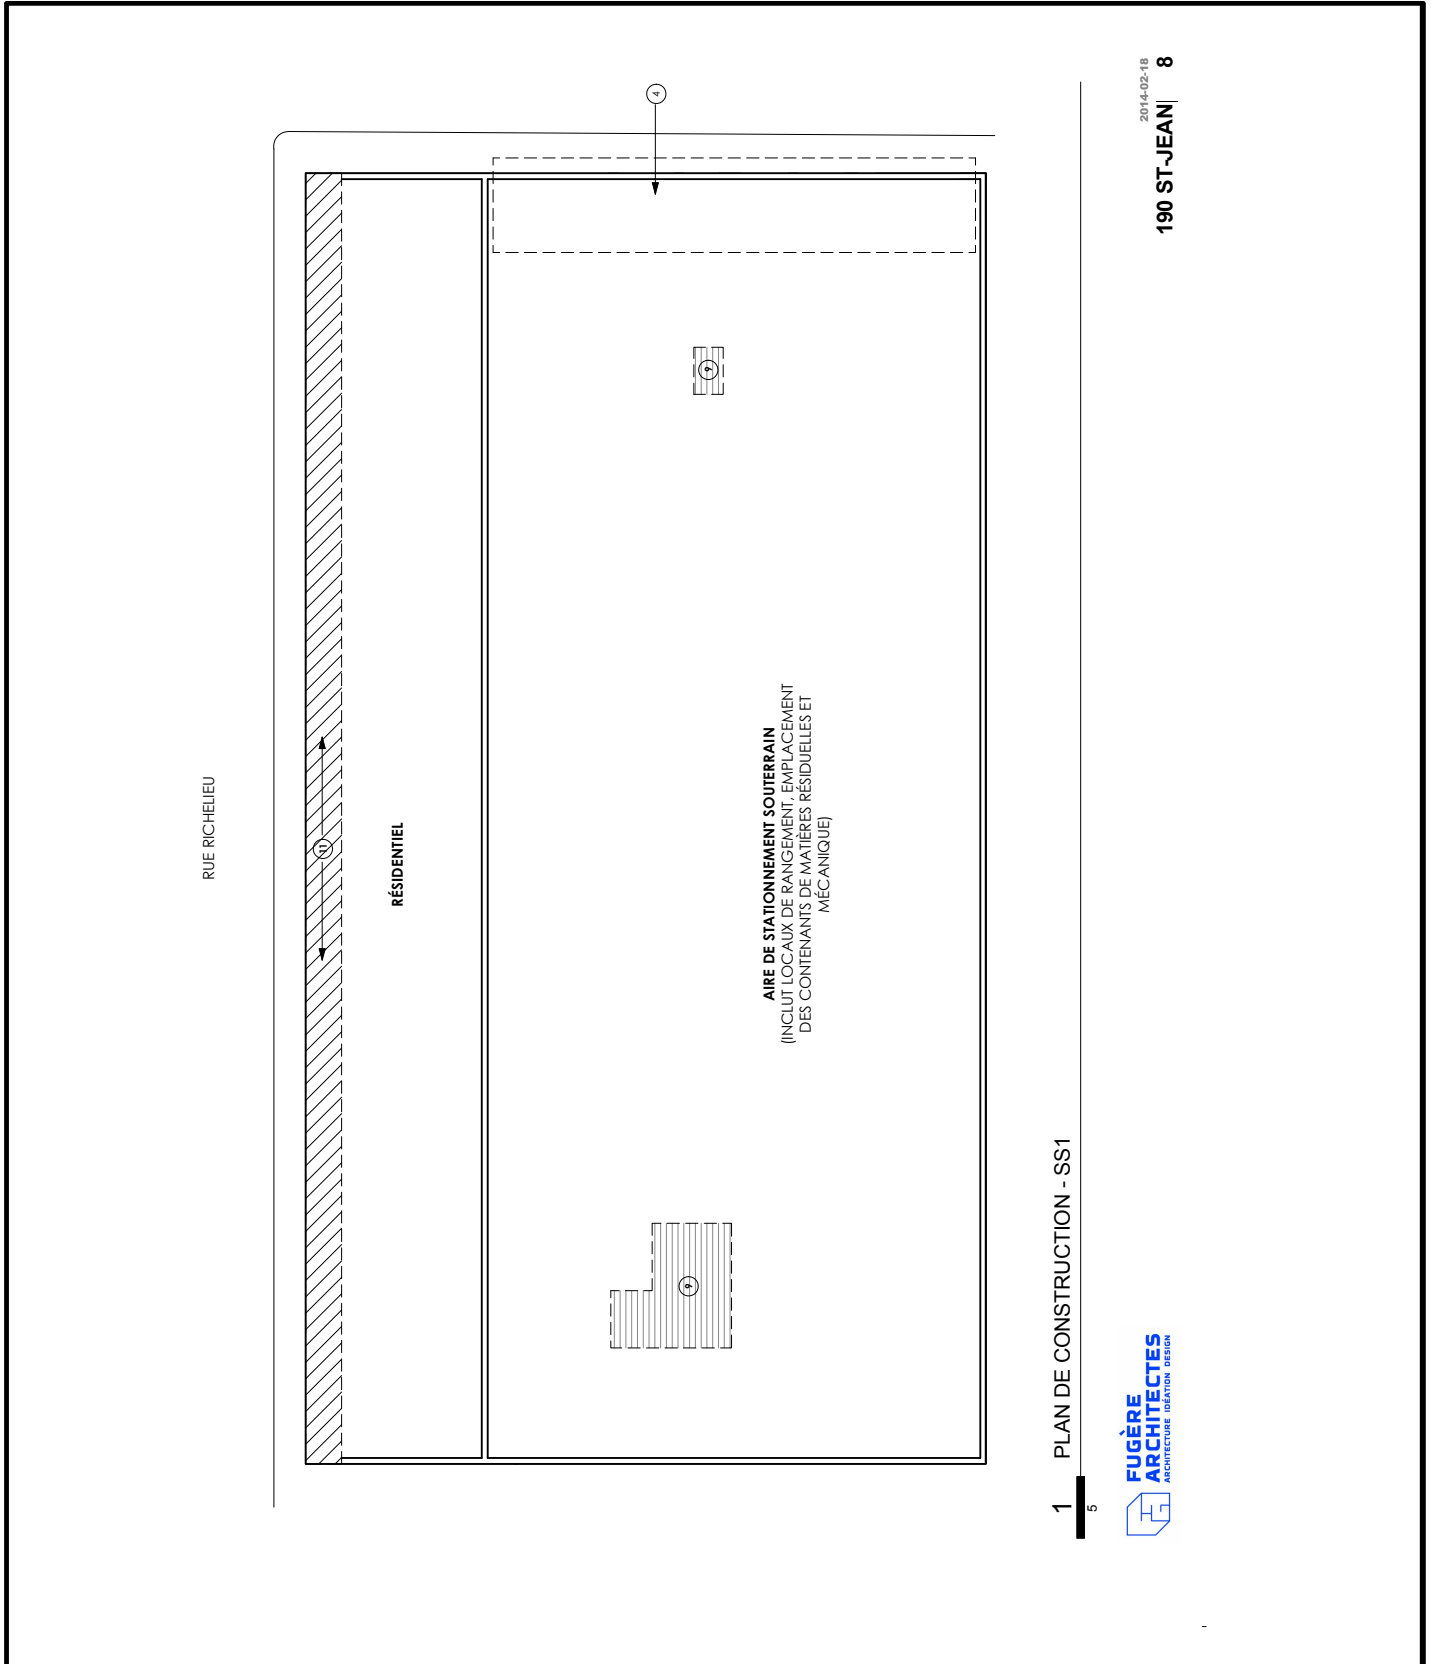 RUE RICHELIEU
11
RÉSIDENTIEL
4
9
9
AIRE DE STATIONNEMENT SOUTERRAIN
(INCLUT LOCAUX DE RANGEMENT, EMPLACEMENT
DES CONTENANTS DE MATIÈRES RÉSIDUELLES ET
MÉCANIQUE)
1
5
PLAN DE CONSTRUCTION - SS1
FUGÈRE
ARCHITECTES
ARCHITECTURE IDÉATION DESIGN
2014-02-18
190 ST-JEAN| 8